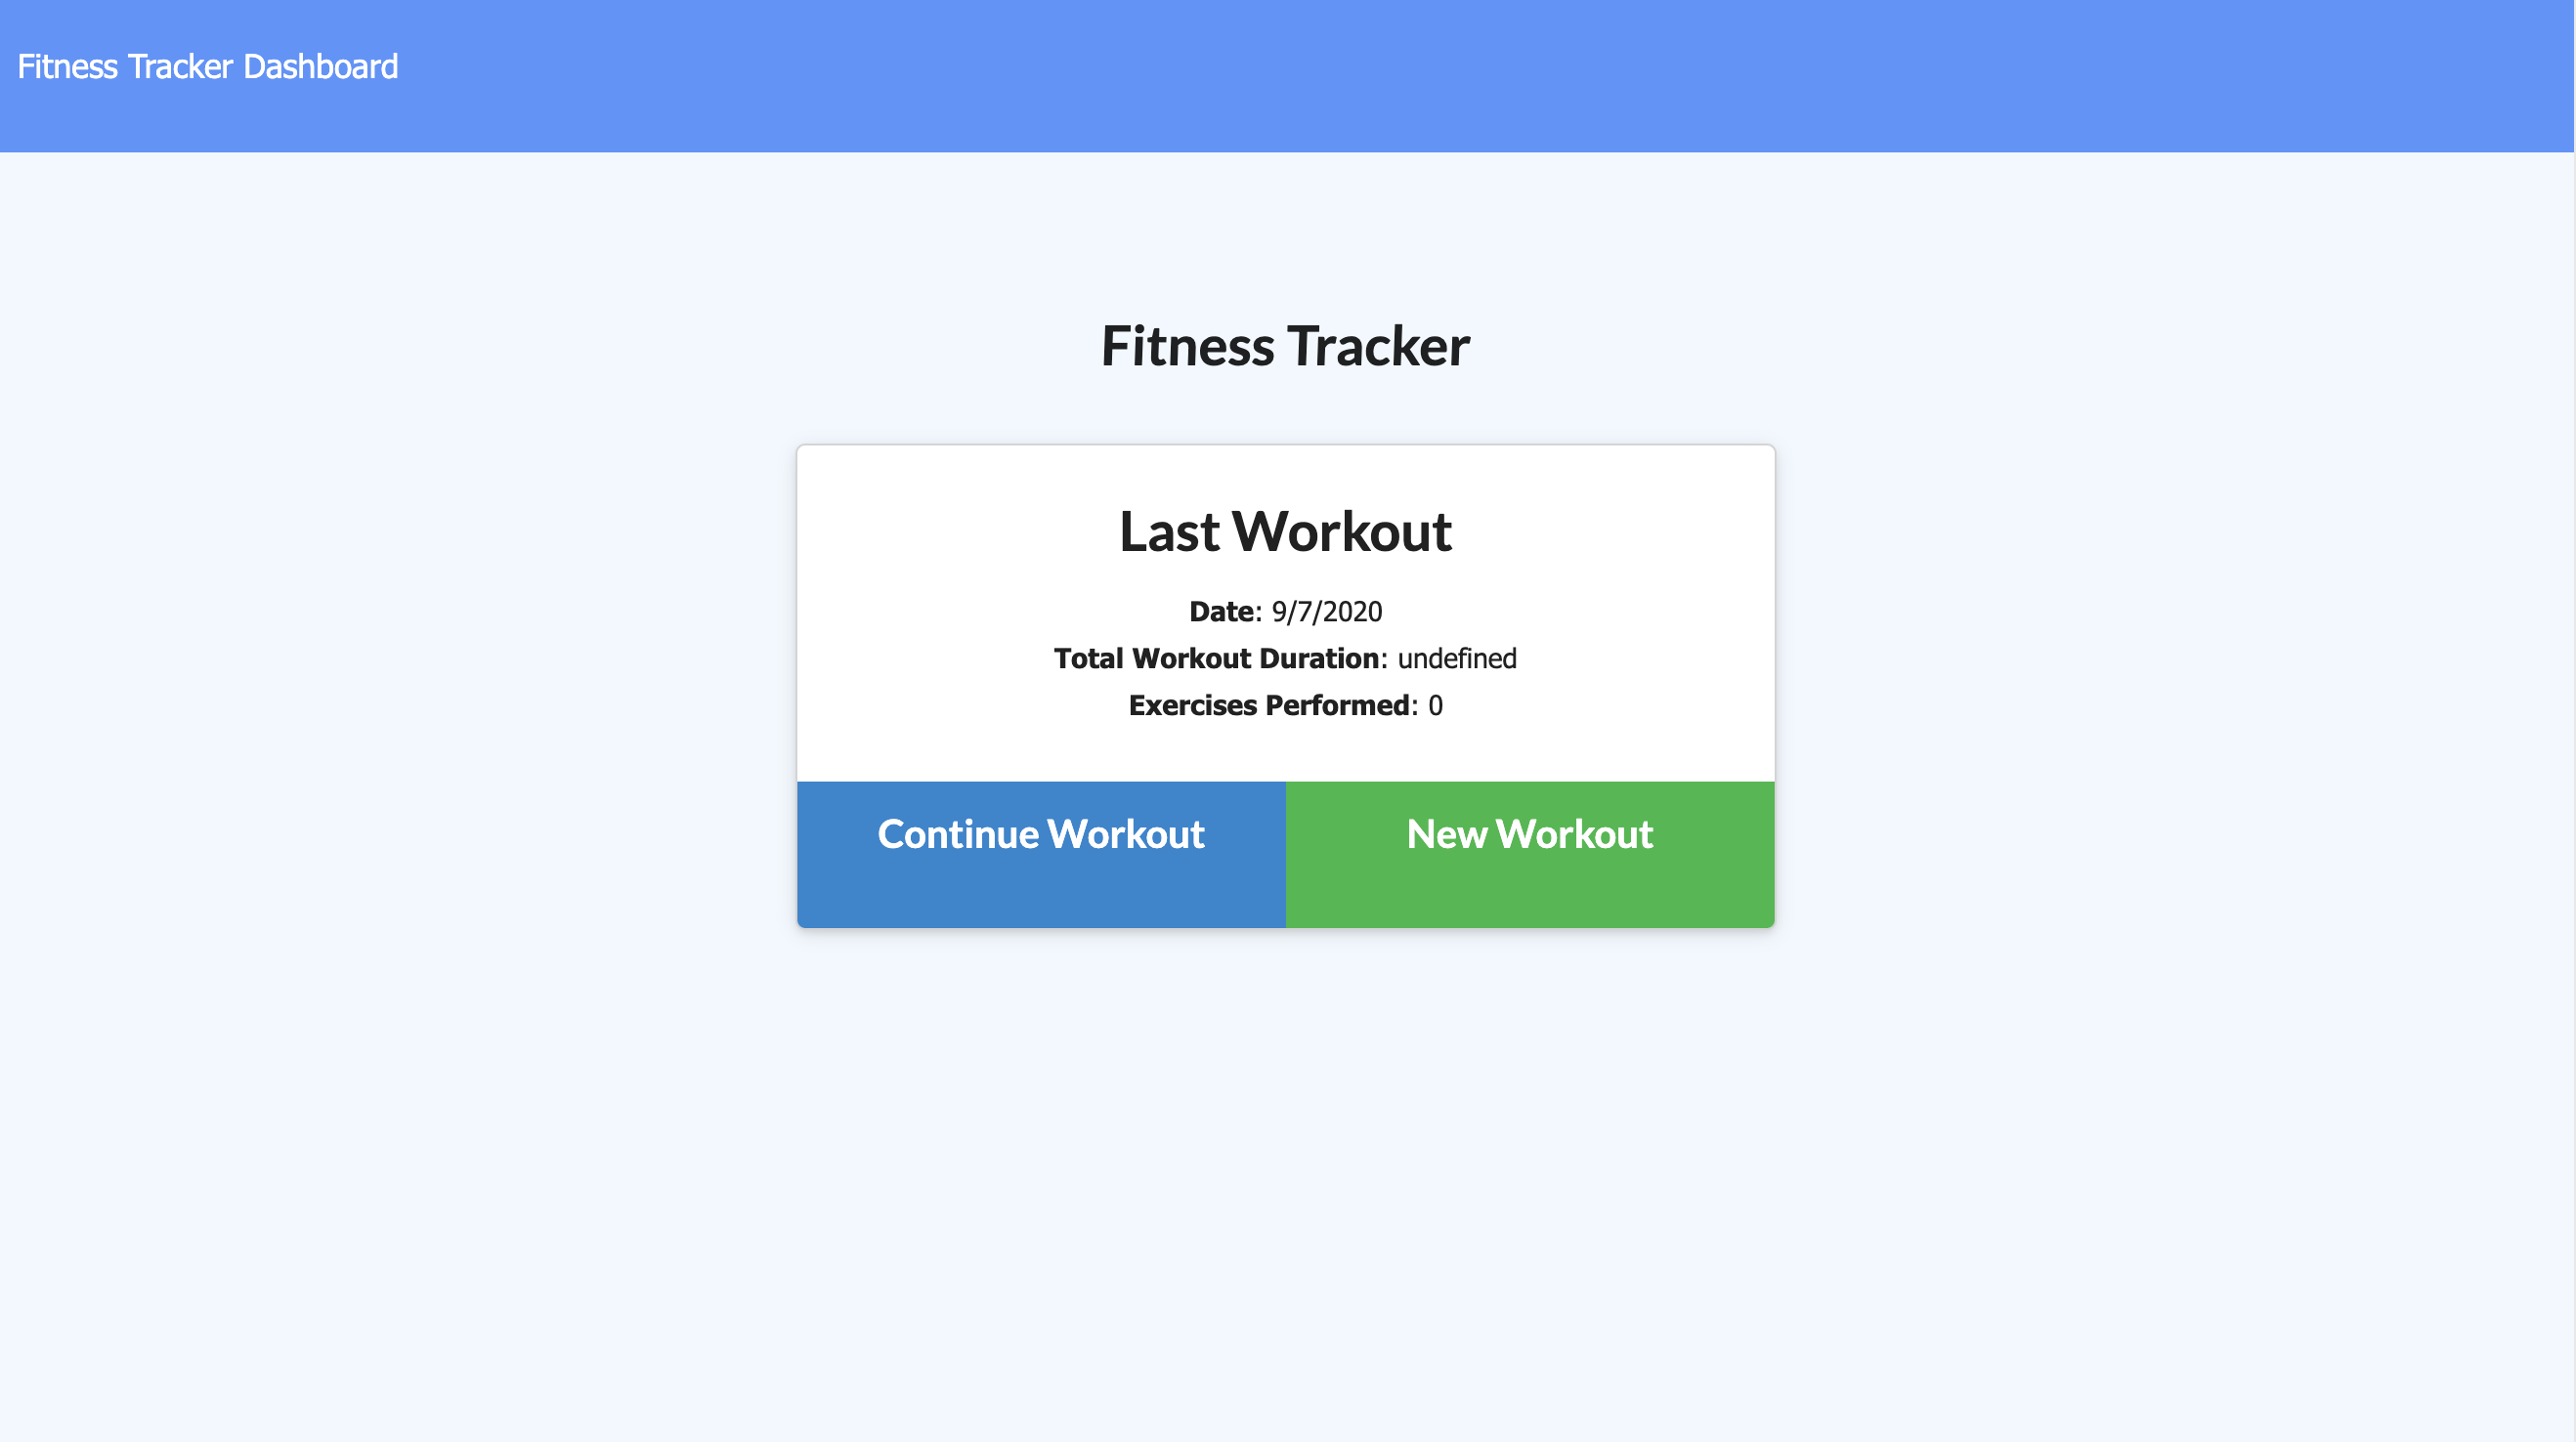 Fitness Tracker Dashboard
Fitness Tracker
Last Workout
Date: 9/7/2020
Total Workout Duration: undefined
Exercises Performed: 0
Continue Workout
New Workout